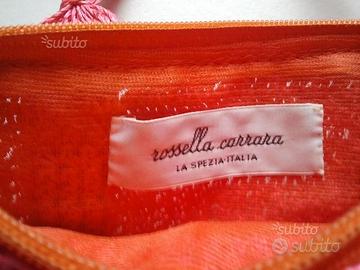 subito
rossella carrara
LA SPEZIA-ITALIA
subito
subito